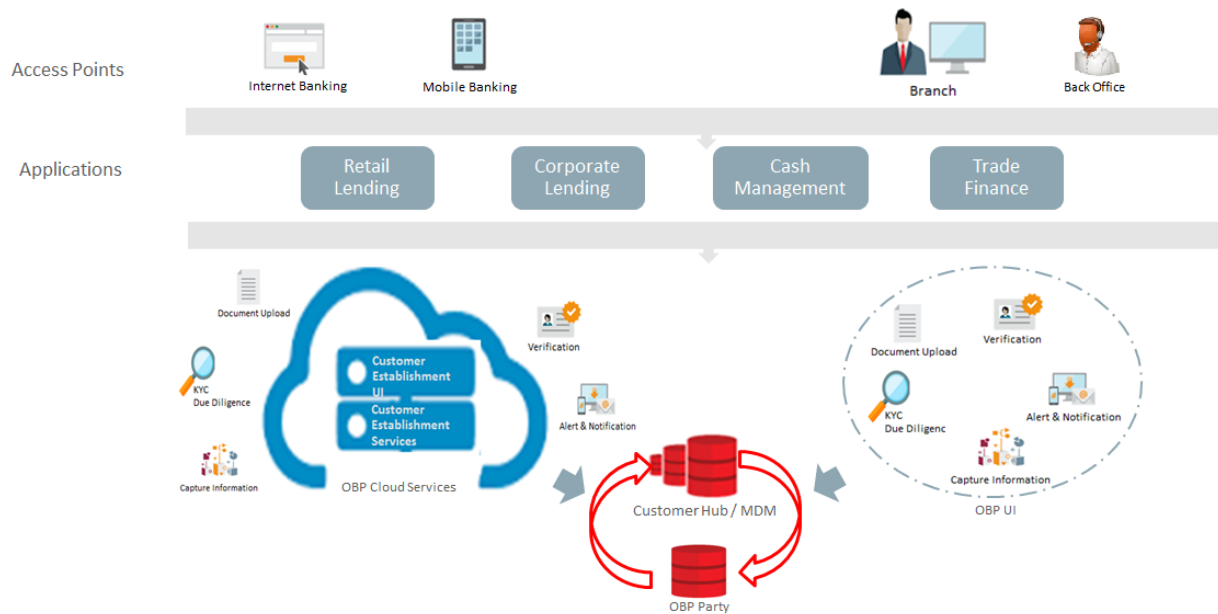 Access Points
Internet Banking
Mobile Banking
Branch
Back Office
Applications
Retail
Lending
Corporate
Lending
Cash
Management
Trade
Finance
Document Upload
Verification
KYC
Due Diligence
Customer
Establishment
UI
Customer
Establishment
Services
Alert & Notification
Capture Information
OBP Cloud Services
Document Upload
Verification
KYC
Due Diligenc
Alert & Notification
Capture Information
OBP UI
Customer Hub / MDM
OBP Party